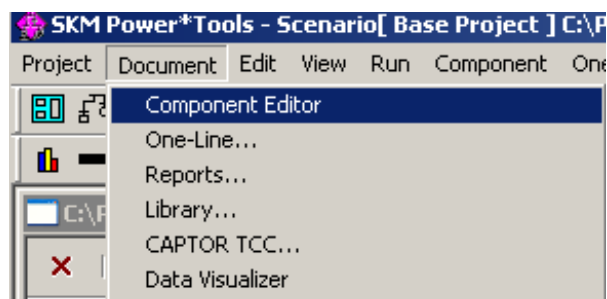 SKM Power*Tools - Scenario[ Base Project ] C:\P
Project Document Edit View Run Component One
Component Editor
One-Line...
Reports...
Library...
C:\P
CAPTOR TCC...
Data Visualizer